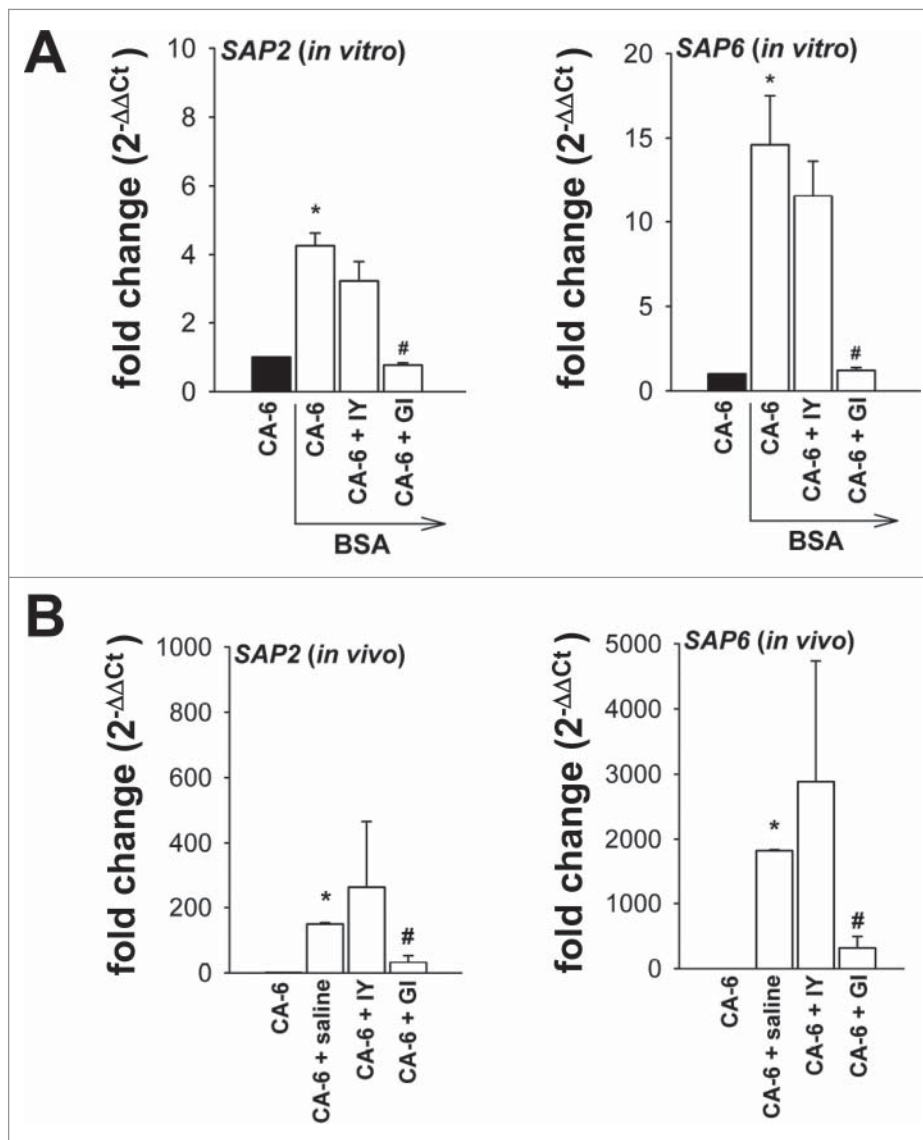 A
SAP2 (in vitro)
fold change (2-ΔΔCt)
10
8
6
4
2
0
*
#
CA-6
CA-6
CA-6 + IY
CA-6 + GI
BSA
SAP6 (in vitro)
fold change (2-ΔΔCt)
20
15
10
5
0
*
#
CA-6
CA-6
CA-6 + IY
CA-6 + GI
BSA
B
SAP2 (in vivo)
fold change (2-ΔΔCt)
1000
800
600
400
200
0
*
#
CA-6
CA-6 + saline
CA-6 + IY
CA-6 + GI
SAP6 (in vivo)
fold change (2-ΔΔCt)
5000
4000
3000
2000
1000
0
*
#
CA-6
CA-6 + saline
CA-6 + IY
CA-6 + GI